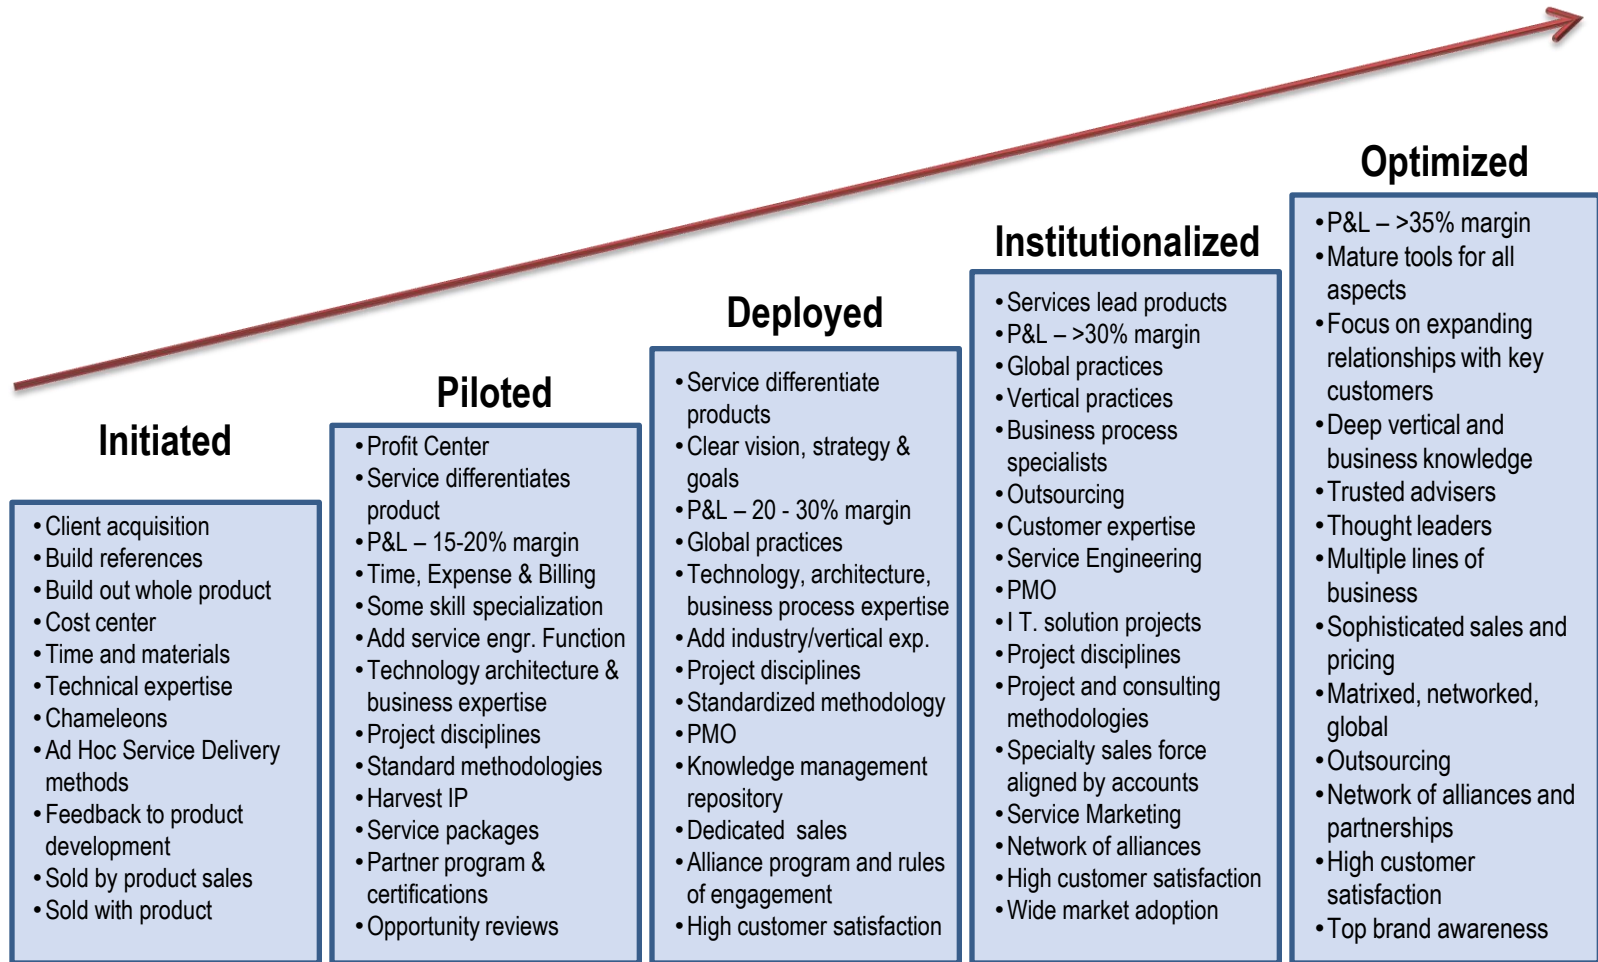 Initiated
• Client acquisition
• Build references
• Build out whole product
• Cost center
• Time and materials
• Technical expertise
• Chameleons
• Ad Hoc Service Delivery
methods
• Feedback to product
development
• Sold by product sales
• Sold with product
Piloted
• Profit Center
• Service differentiates
product
• P&L – 15-20% margin
• Time, Expense & Billing
• Some skill specialization
• Add service engr. Function
• Technology architecture &
business expertise
• Project disciplines
• Standard methodologies
• Harvest IP
• Service packages
• Partner program &
certifications
• Opportunity reviews
Deployed
• Service differentiate
products
• Clear vision, strategy &
goals
• P&L – 20 - 30% margin
• Global practices
• Technology, architecture,
business process expertise
• Add industry/vertical exp.
• Project disciplines
• Standardized methodology
• PMO
• Knowledge management
repository
• Dedicated sales
• Alliance program and rules
of engagement
• High customer satisfaction
Institutionalized
• Services lead products
• P&L – >30% margin
• Global practices
• Vertical practices
• Business process
specialists
• Outsourcing
• Customer expertise
• Service Engineering
• PMO
• I T. solution projects
• Project disciplines
• Project and consulting
methodologies
• Specialty sales force
aligned by accounts
• Service Marketing
• Network of alliances
• High customer satisfaction
• Wide market adoption
Optimized
• P&L – >35% margin
• Mature tools for all
aspects
• Focus on expanding
relationships with key
customers
• Deep vertical and
business knowledge
• Trusted advisers
• Thought leaders
• Multiple lines of
business
• Sophisticated sales and
pricing
• Matrixed, networked,
global
• Outsourcing
• Network of alliances and
partnerships
• High customer
satisfaction
• Top brand awareness